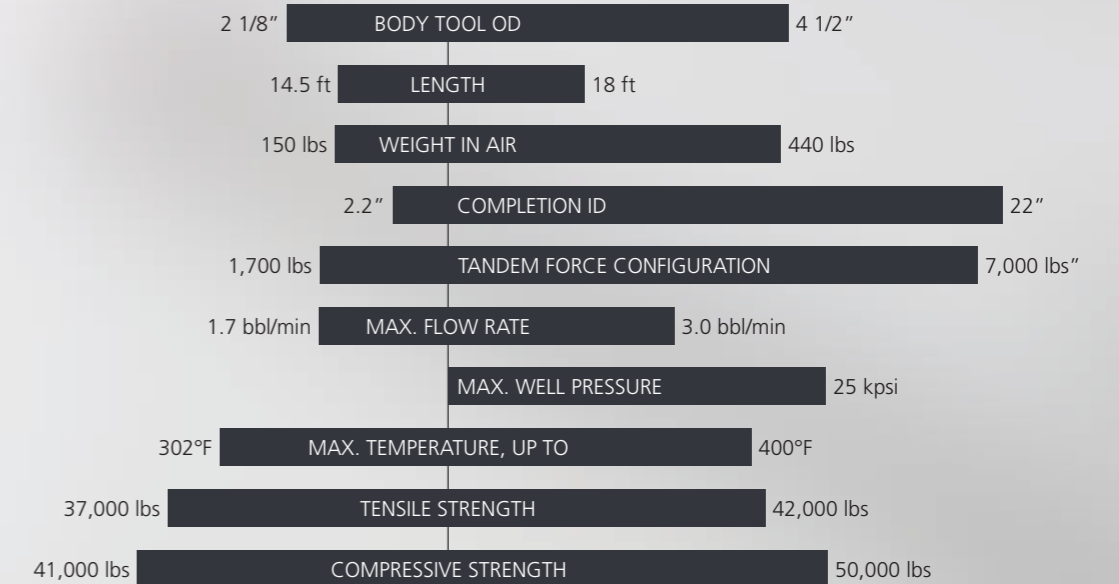 2 1/8” BODY TOOL OD 4 1/2”
14.5 ft LENGTH 18 ft
150 lbs WEIGHT IN AIR 440 lbs
2.2” COMPLETION ID 22”
1,700 lbs TANDEM FORCE CONFIGURATION 7,000 lbs”
1.7 bbl/min MAX. FLOW RATE 3.0 bbl/min
MAX. WELL PRESSURE 25 kpsi
302°F MAX. TEMPERATURE, UP TO 400°F
37,000 lbs TENSILE STRENGTH 42,000 lbs
41,000 lbs COMPRESSIVE STRENGTH 50,000 lbs